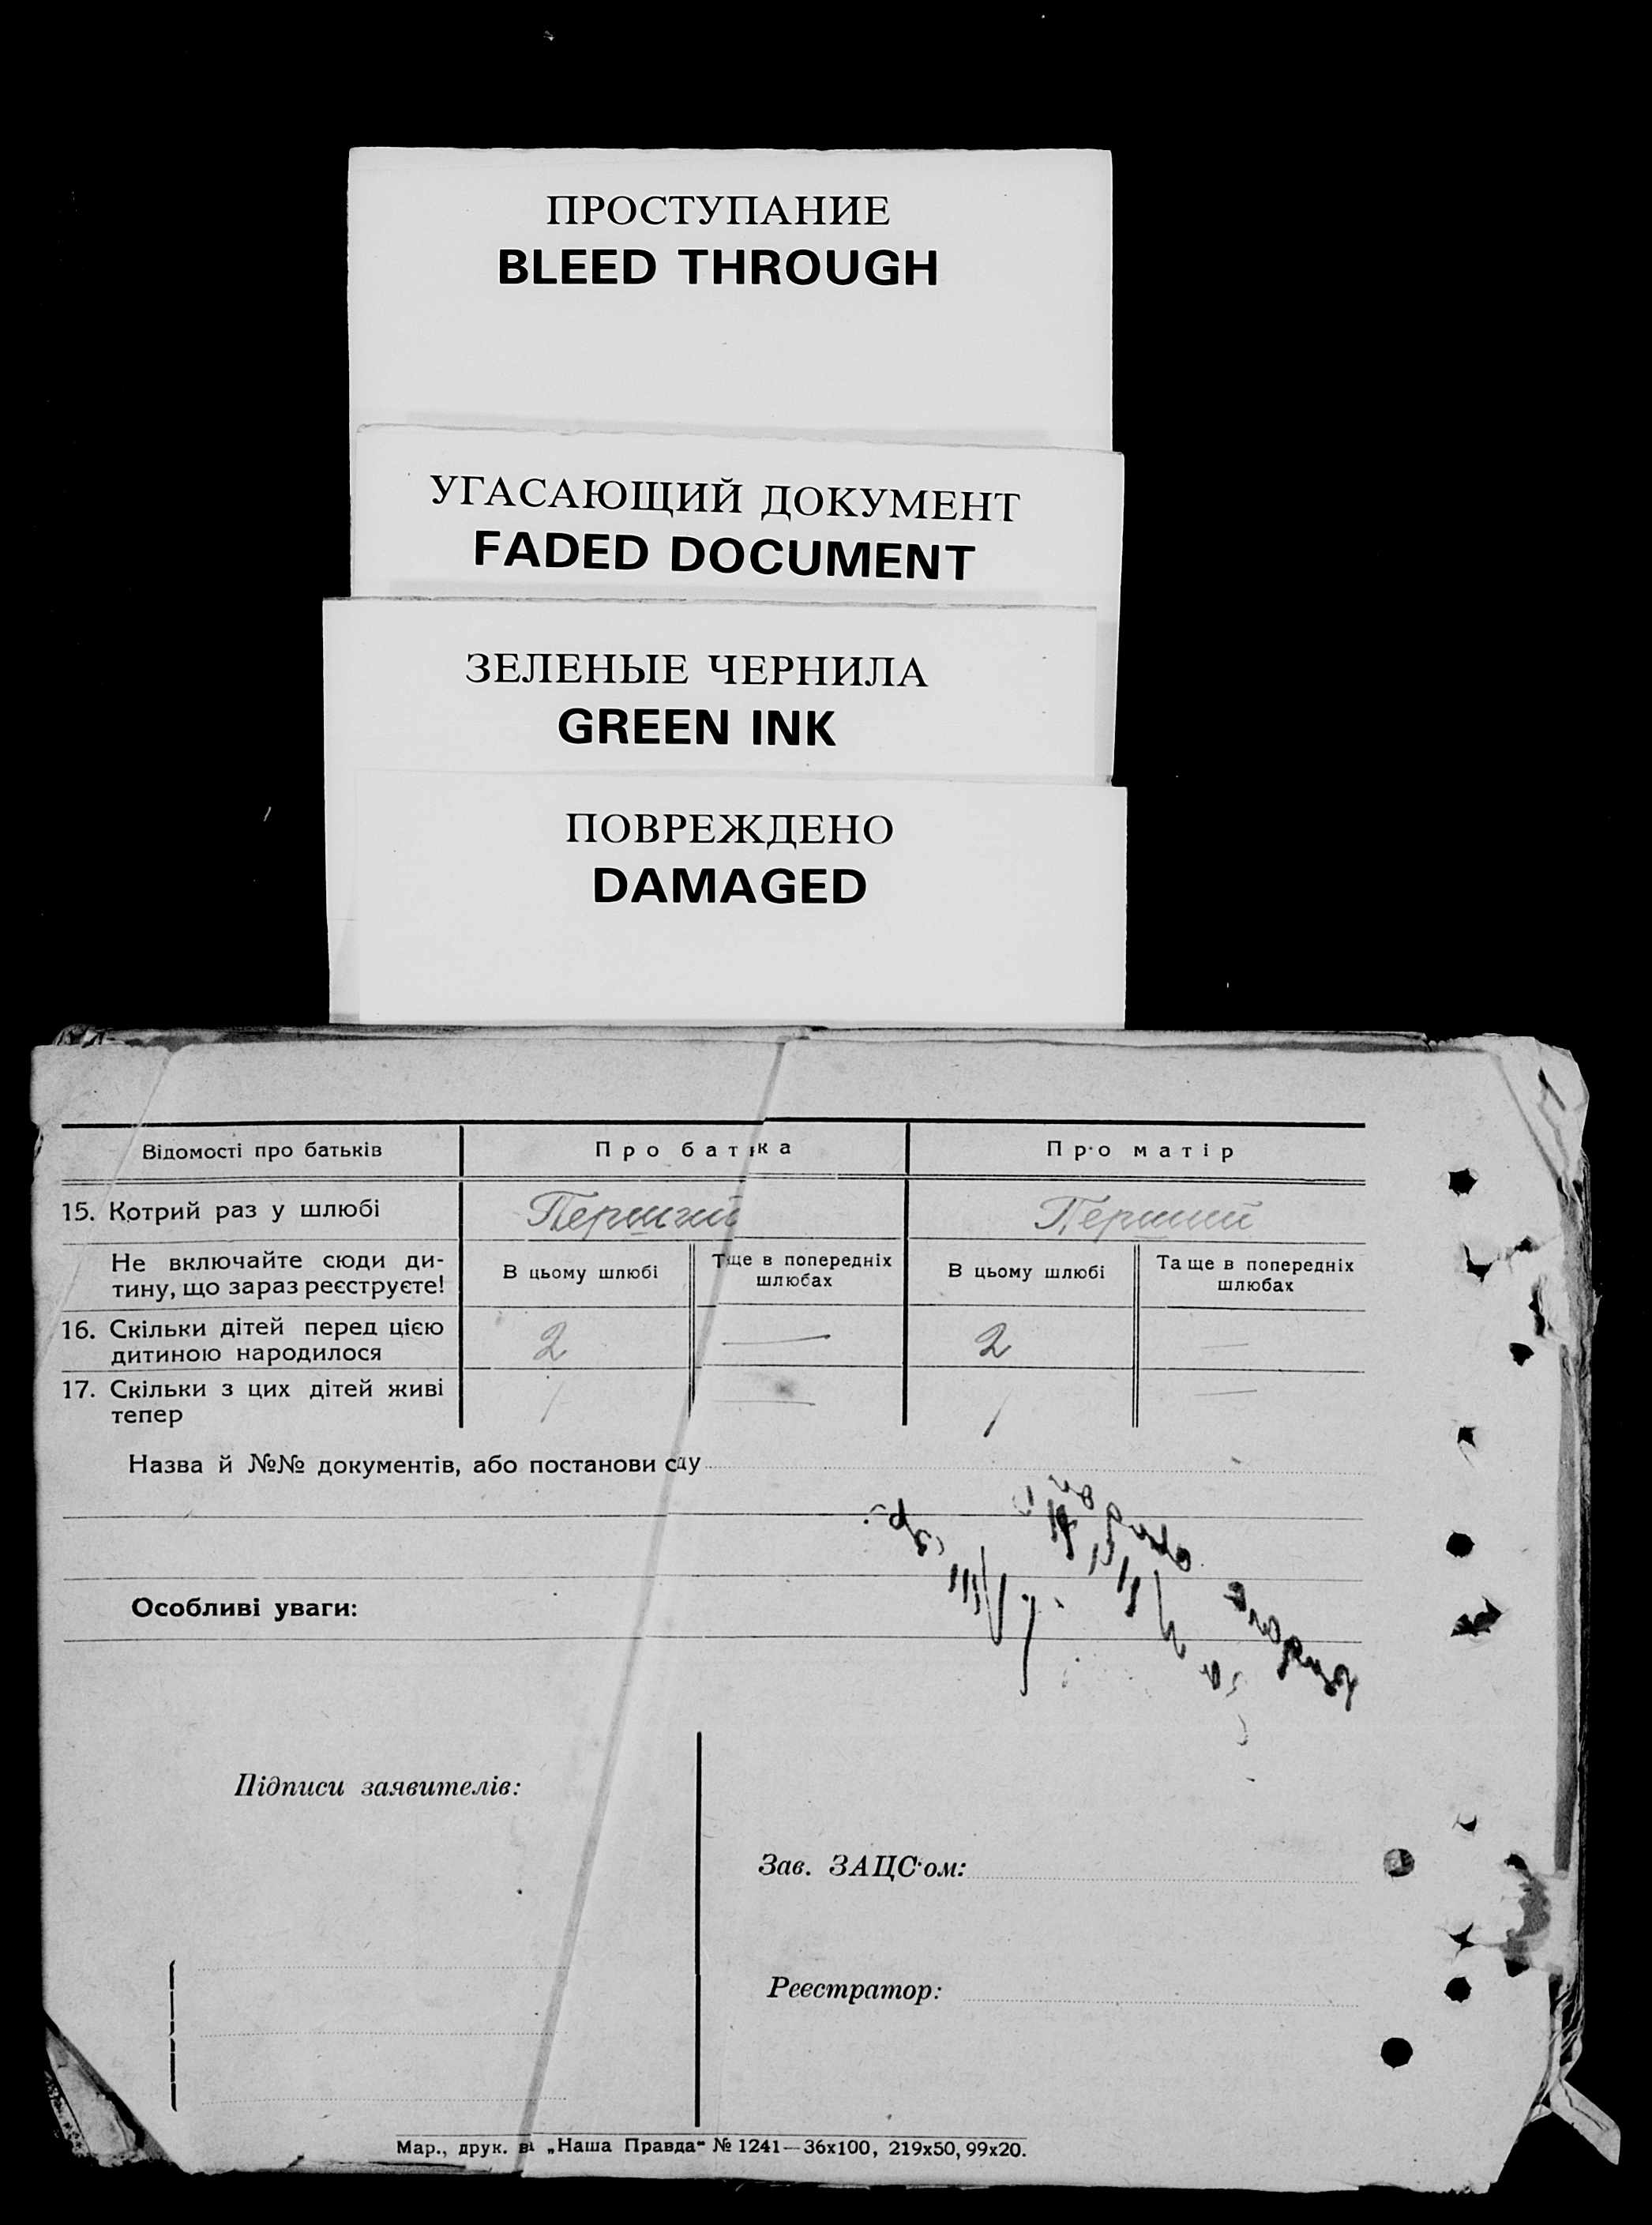 ПРОСТУПАНИЕ
BLEED THROUGH
УГАСАЮЩИЙ ДОКУМЕНТ
FADED DOCUMENT
ЗЕЛЕНЫЕ ЧЕРНИЛА
GREEN INK
ПОВРЕЖДЕНО
DAMAGED
Відомості про батьків Про батька Про матір
15. Котрий раз у шлюбі Перший Перший
Не включайте сюди ди-
тину, що зараз реєструєте!
В цьому шлюбі
Т ще в попередніх
шлюбах
В цьому шлюбі
Та ще в попередніх
шлюбах
16. Скільки дітей перед цією
дитиною народилося
2 — 2 —
17. Скільки з цих дітей живі
тепер
1 — 1 —
Назва й №№ документів, або постанови с ду
Особливі уваги:
Підписи заявителів:
Зав. ЗАЦС'ом:
Реєстратор:
Мар., друк. в „Наша Правда“ № 1241—36х100, 219х50, 99х20.